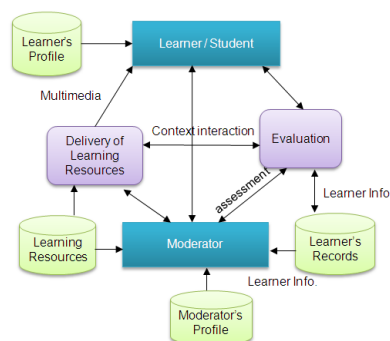 Learner's
Profile
Learner / Student
Multimedia
Delivery of
Learning
Resources
Context interaction
Evaluation
assessment
Learner Info
Learning
Resources
Moderator
Learner's
Records
Learner Info.
Moderator's
Profile